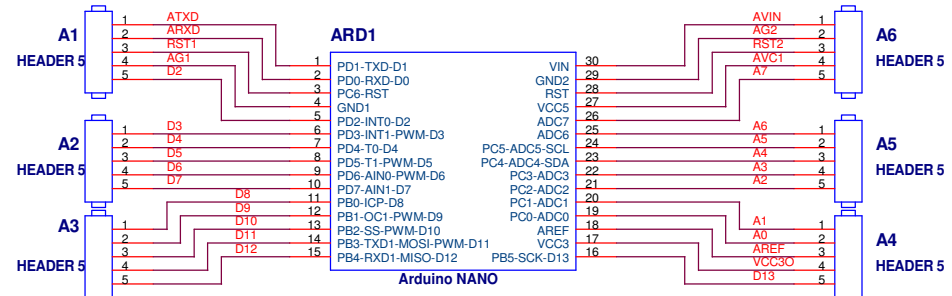 A1
HEADER 5
1 ATXD
2 ARXD
3 RST1
4 AG1
5 D2
A2
HEADER 5
1 D3
2 D4
3 D5
4 D6
5 D7
A3
HEADER 5
1 D8
2 D9
3 D10
4 D11
5 D12
ARD1
1 PD1-TXD-D1
2 PD0-RXD-D0
3 PC6-RST
4 GND1
5 PD2-INT0-D2
6 PD3-INT1-PWM-D3
7 PD4-T0-D4
8 PD5-T1-PWM-D5
9 PD6-AIN0-PWM-D6
10 PD7-AIN1-D7
11 PB0-ICP-D8
12 PB1-OC1-PWM-D9
13 PB2-SS-PWM-D10
14 PB3-TXD1-MOSI-PWM-D11
15 PB4-RXD1-MISO-D12
VIN 30
GND2 29
RST 28
VCC5 27
ADC7 26
ADC6 25
PC5-ADC5-SCL 24
PC4-ADC4-SDA 23
PC3-ADC3 22
PC2-ADC2 21
PC1-ADC1 20
PC0-ADC0 19
AREF 18
VCC3 17
PB5-SCK-D13 16
Arduino NANO
AVIN 1
AG2 2
RST2 3
AVC1 4
A7 5
A6
HEADER 5
A6 1
A5 2
A4 3
A3 4
A2 5
A5
HEADER 5
A1 1
A0 2
AREF 3
VCC3O 4
D13 5
A4
HEADER 5